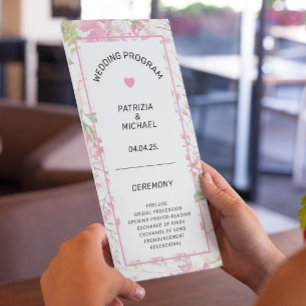 WEDDING PROGRAM
PATRIZIA
&
MICHAEL
04.04.25.
CEREMONY
PRELUDE
BRIDAL PROCESSION
OPENING PRAYER-READING
EXCHANGE OF RINGS
EXCHANGE OF VOWS
PRONOUNCEMENT
RECESSIONAL